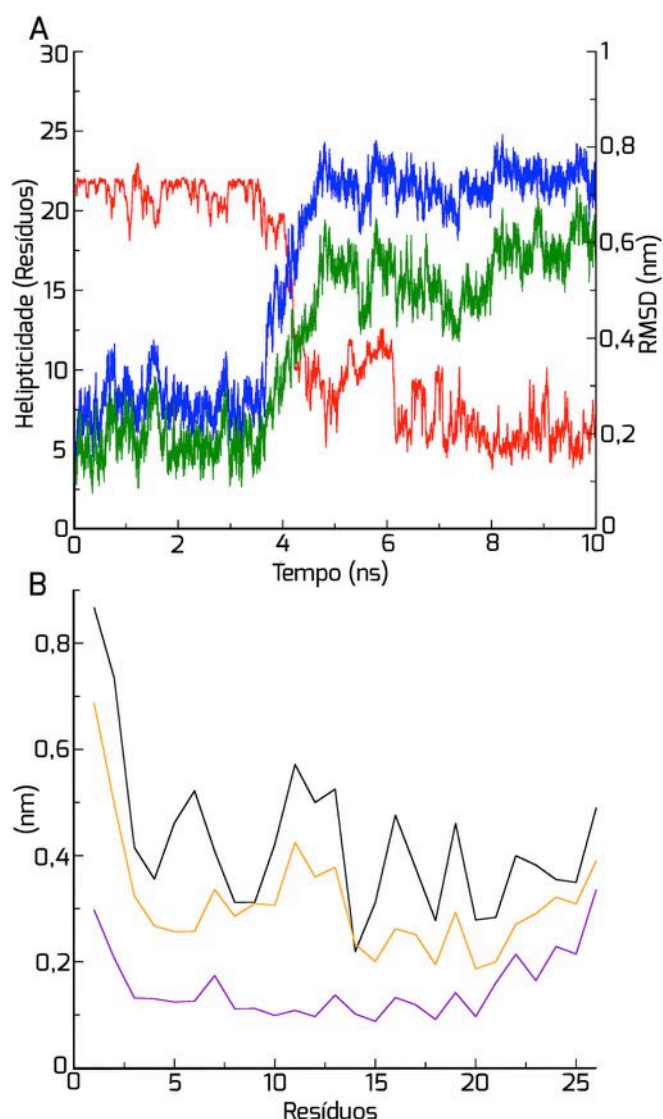 A
30
25
20
15
10
5
0
Helipticidade (Resíduos)
1
0,8
0,6
0,4
0,2
0
RMSD (nm)
0 2 4 6 8 10
Tempo (ns)
B
0,8
0,6
0,4
0,2
0
(nm)
0 5 10 15 20 25
Resíduos